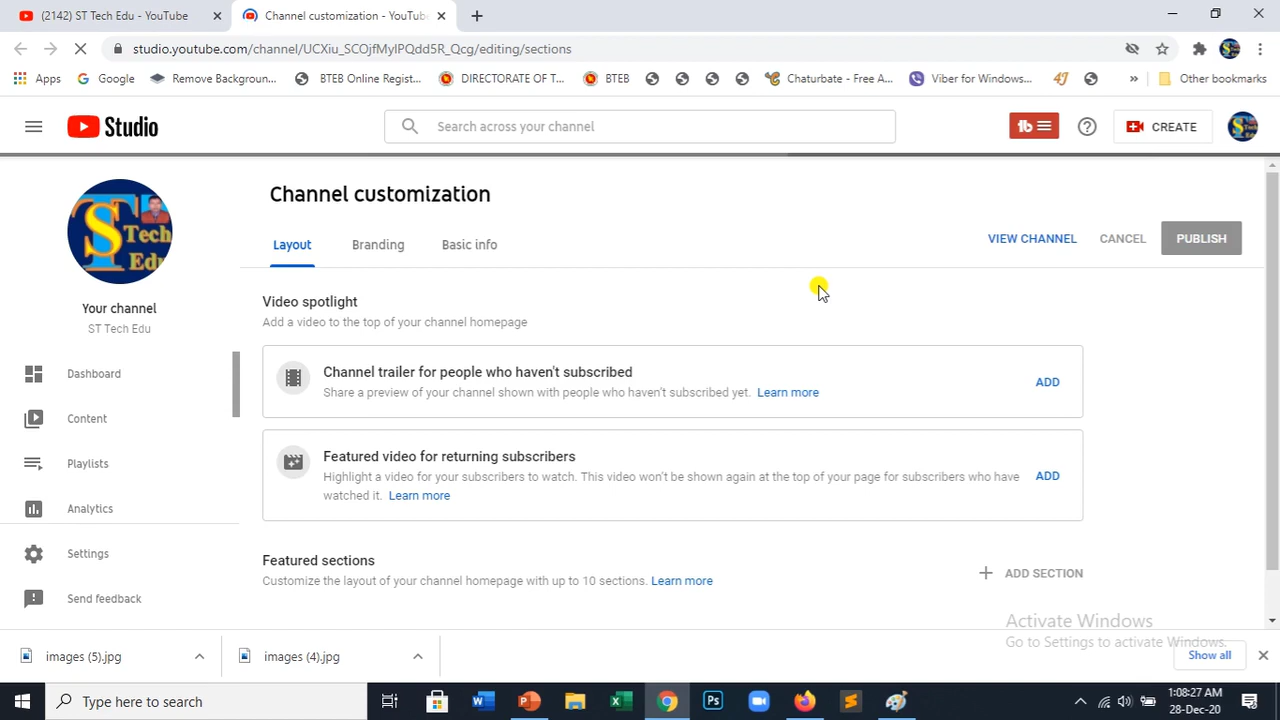 (2142) ST Tech Edu - YouTube
Channel customization - YouTube
studio.youtube.com/channel/UCXiu_SCOjfMyIPQdd5R_Qcg/editing/sections
Apps
Google
Remove Backgroun...
BTEB Online Regist...
DIRECTORATE OF T...
BTEB
Chaturbate - Free A...
Viber for Windows...
Other bookmarks
Studio
Search across your channel
CREATE
S Tech Edu
Your channel
ST Tech Edu
Dashboard
Content
Playlists
Analytics
Settings
Send feedback
Channel customization
Layout
Branding
Basic info
VIEW CHANNEL
CANCEL
PUBLISH
Video spotlight
Add a video to the top of your channel homepage
Channel trailer for people who haven't subscribed
Share a preview of your channel shown with people who haven't subscribed yet. Learn more
ADD
Featured video for returning subscribers
Highlight a video for your subscribers to watch. This video won't be shown again at the top of your page for subscribers who have
watched it. Learn more
ADD
Featured sections
Customize the layout of your channel homepage with up to 10 sections. Learn more
ADD SECTION
Activate Windows
Go to Settings to activate Windows.
images (5).jpg
images (4).jpg
Show all
Type here to search
1:08:27 AM
28-Dec-20